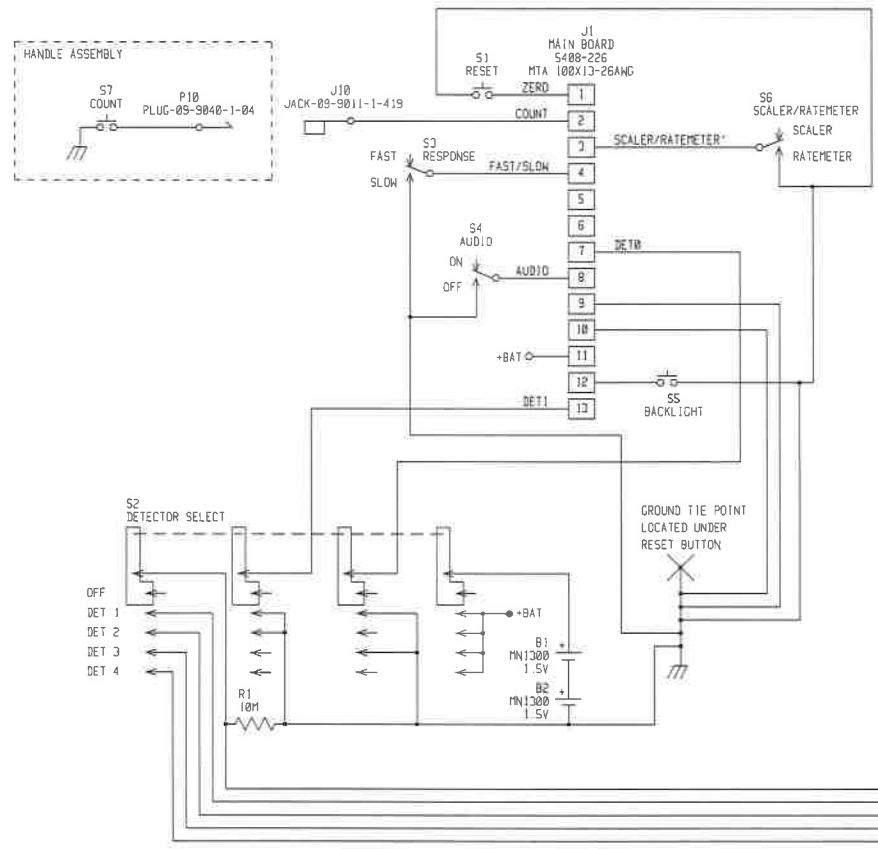 HANDLE ASSEMBLY
S7
COUNT
P10
PLUG-09-9040-1-04
J10
JACK-09-9011-1-419
S1
RESET
J1
MAIN BOARD
5408-226
MTA 100X13-26AWG
ZERO
1
COUNT
2
S6
SCALER/RATEMETER
SCALER
RATEMETER
3
SCALER/RATEMETER'
S3
RESPONSE
FAST
SLOW
FAST/SLOW
4
5
6
S4
AUDIO
ON
OFF
7
DET0
AUDIO
8
9
10
+BAT
11
12
S5
BACKLIGHT
DET1
13
S2
DETECTOR SELECT
GROUND TIE POINT
LOCATED UNDER
RESET BUTTON
OFF
DET 1
DET 2
DET 3
DET 4
+BAT
B1
+
MN1300
1.5V
B2
+
MN1300
1.5V
R1
10M